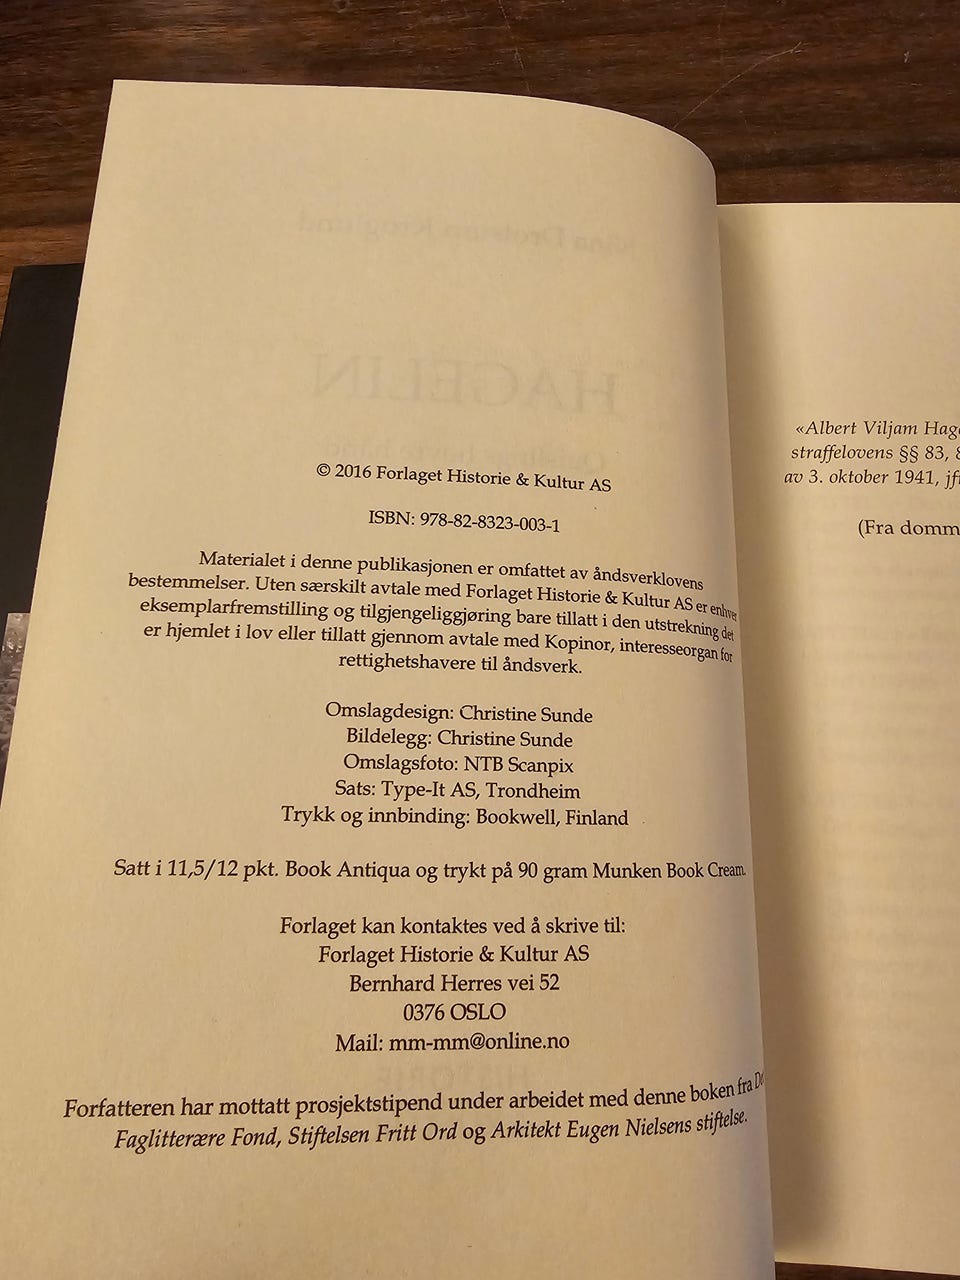 © 2016 Forlaget Historie & Kultur AS
ISBN: 978-82-8323-003-1
Materialet i denne publikasjonen er omfattet av åndsverklovens
bestemmelser. Uten særskilt avtale med Forlaget Historie & Kultur AS er enhver
eksemplarfremstilling og tilgjengeliggjøring bare tillatt i den utstrekning det
er hjemlet i lov eller tillatt gjennom avtale med Kopinor, interesseorgan for
rettighetshavere til åndsverk.
Omslagdesign: Christine Sunde
Bildelegg: Christine Sunde
Omslagsfoto: NTB Scanpix
Sats: Type-It AS, Trondheim
Trykk og innbinding: Bookwell, Finland
Satt i 11,5/12 pkt. Book Antiqua og trykt på 90 gram Munken Book Cream.
Forlaget kan kontaktes ved å skrive til:
Forlaget Historie & Kultur AS
Bernhard Herres vei 52
0376 OSLO
Mail: mm-mm@online.no
Forfatteren har mottatt prosjektstipend under arbeidet med denne boken fra
Faglitterære Fond, Stiftelsen Fritt Ord og Arkitekt Eugen Nielsens stiftelse.
«Albert Viljam
straffelovens §§ 83,
av 3. oktober 1941,
(Fra
HAGELIN